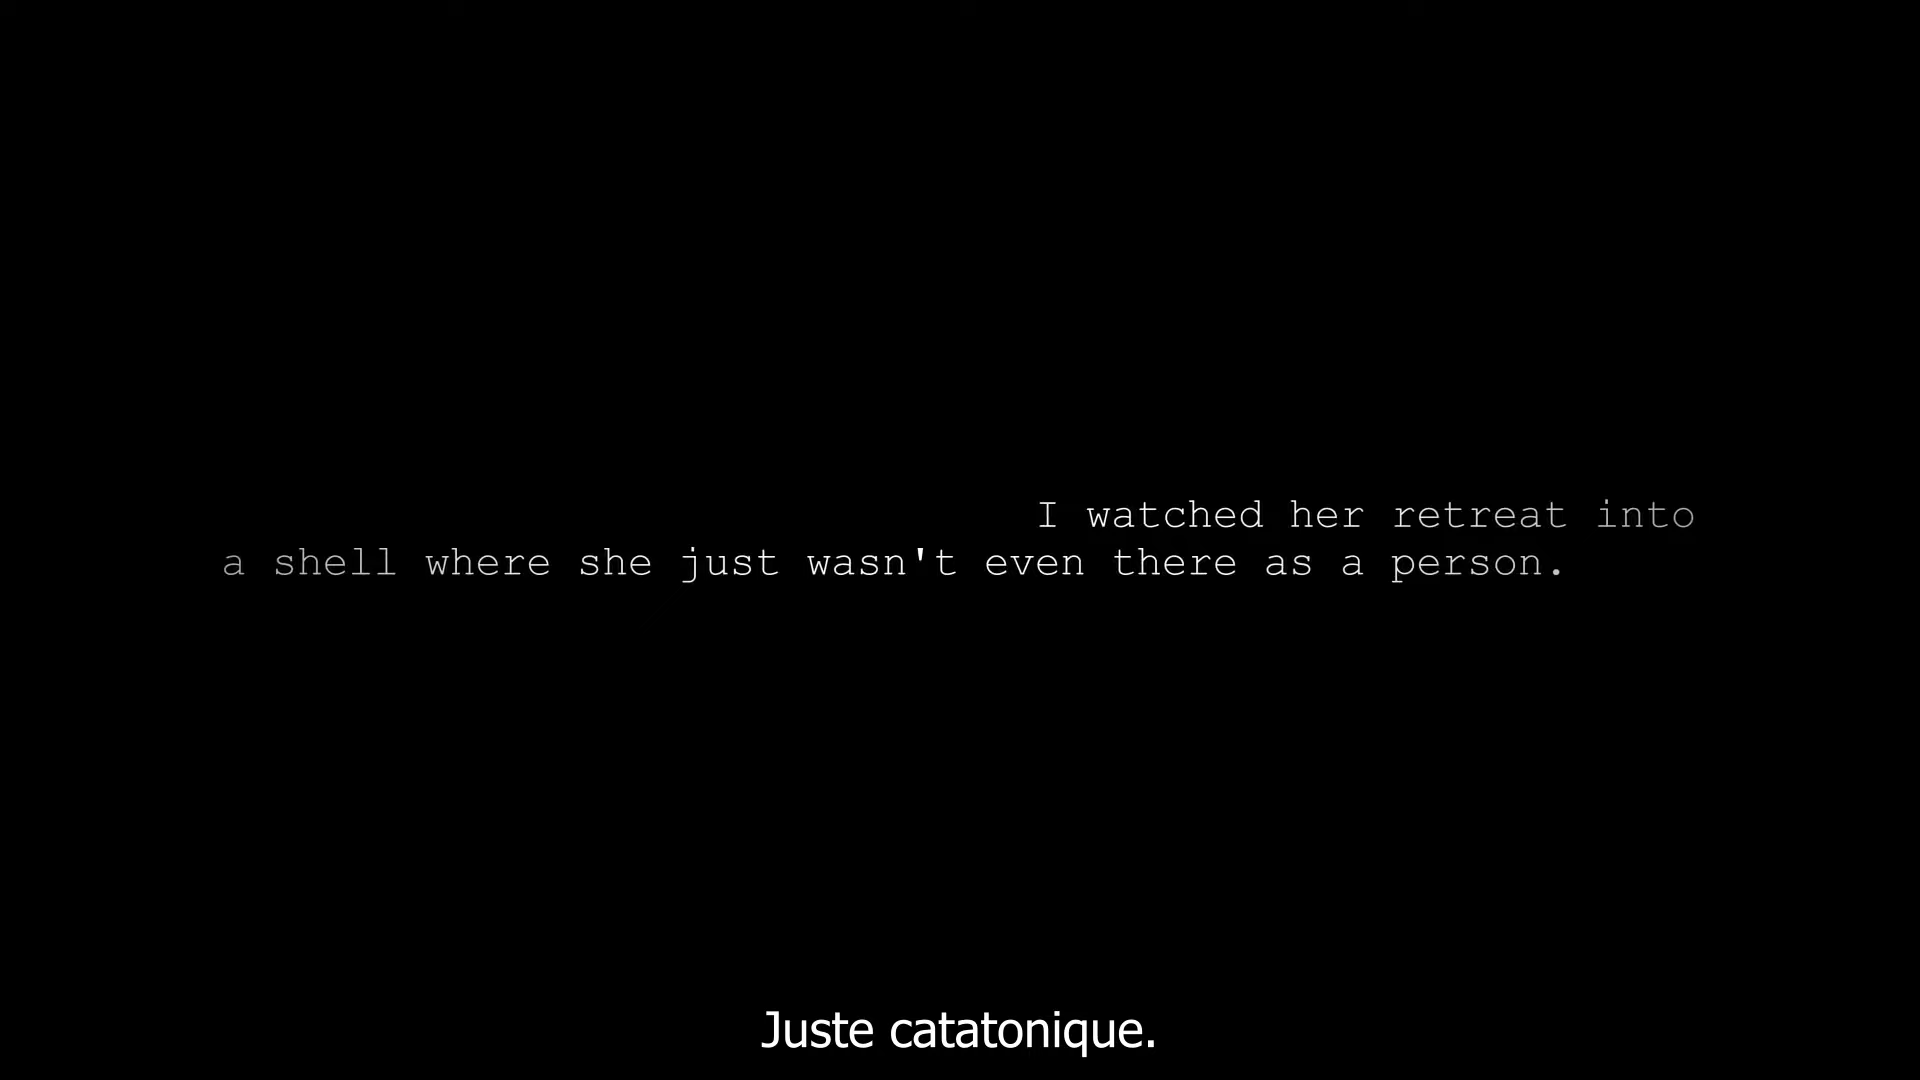 I watched her retreat into
a shell where she just wasn't even there as a person.
Juste catatonique.